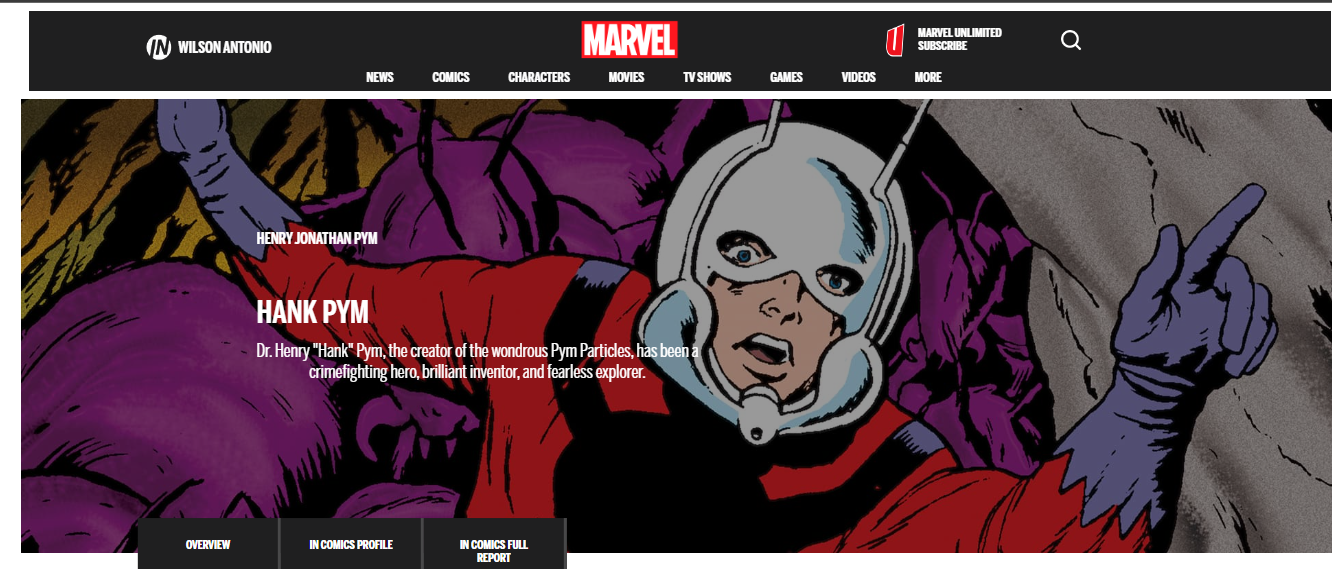 IN WILSON ANTONIO
MARVEL
MARVEL UNLIMITED
SUBSCRIBE
NEWS COMICS CHARACTERS MOVIES TV SHOWS GAMES VIDEOS MORE
HENRY JONATHAN PYM
HANK PYM
Dr. Henry "Hank" Pym, the creator of the wondrous Pym Particles, has been a
crimefighting hero, brilliant inventor, and fearless explorer.
OVERVIEW
IN COMICS PROFILE
IN COMICS FULL
REPORT